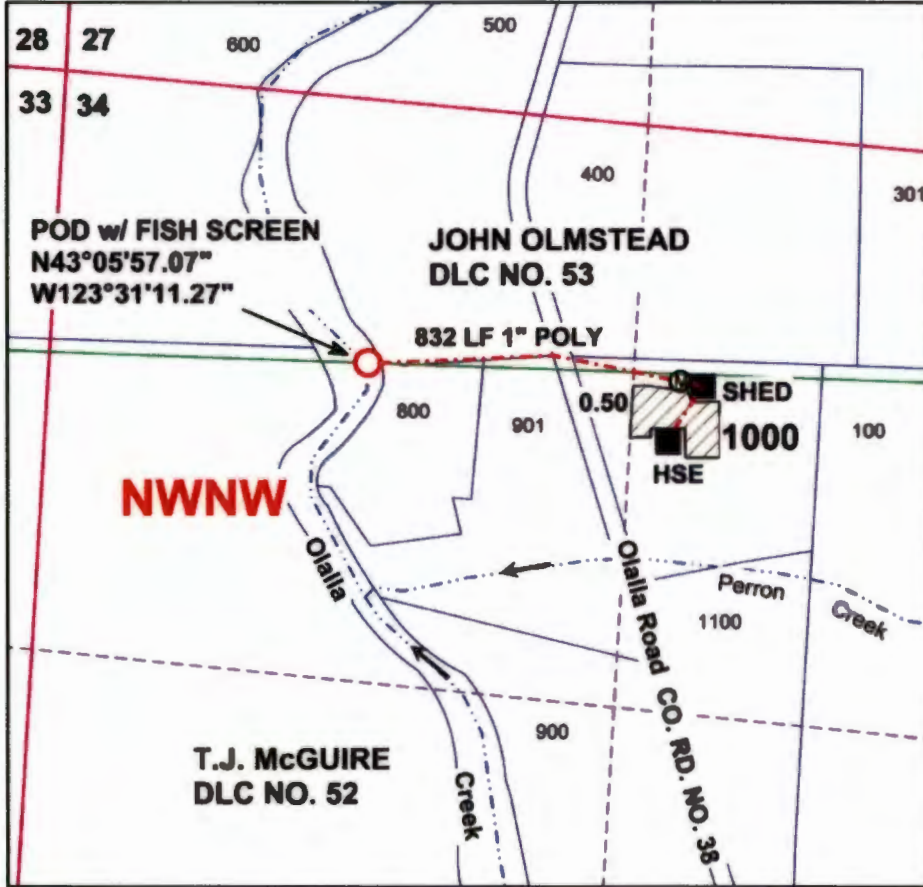 28 27
600
500
33 34
400
301
POD w/ FISH SCREEN
N43°05'57.07"
W123°31'11.27"
JOHN OLMSTEAD
DLC NO. 53
832 LF 1" POLY
M
SHED
0.50
800
901
1000
100
HSE
NWNW
Olalla
Olalla Road CO. RD. NO. 38
Perron
Creek
1100
900
T.J. McGUIRE
DLC NO. 52
Creek